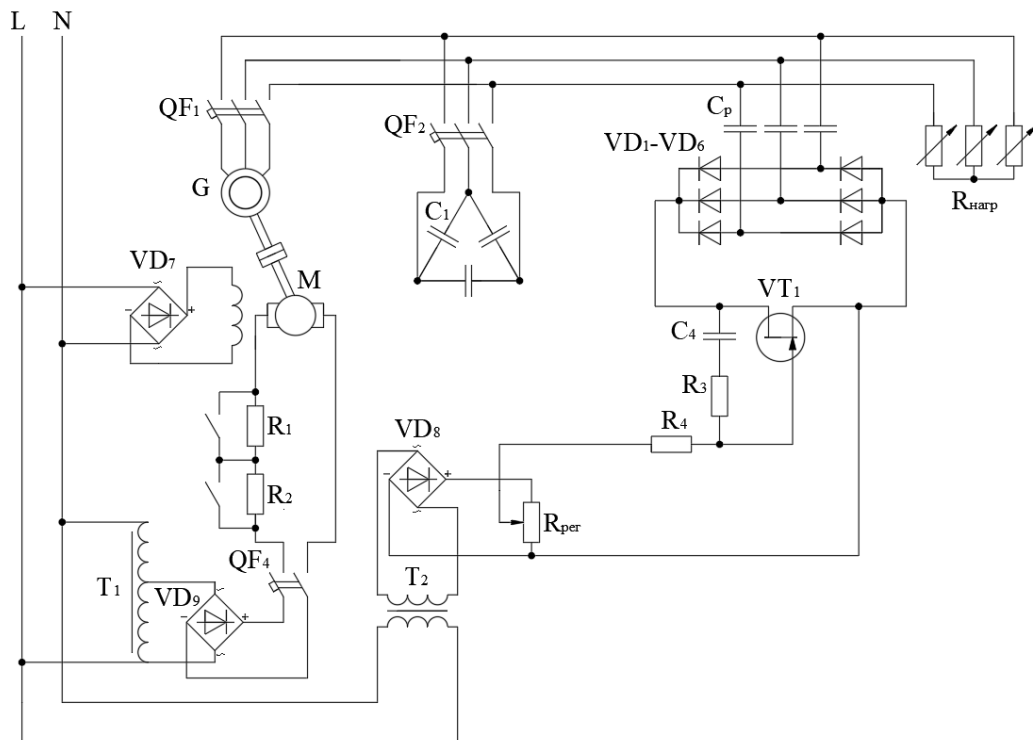 L N
QF₁
G
QF₂
C₁
Cₚ
VD₁-VD₆
Rнагр
VD₇
~
-
+
~
M
VT₁
C₄
R₃
R₄
R₁
R₂
VD₈
~
-
+
~
Rрег
QF₄
T₁
T₂
VD₉
~
-
+
~